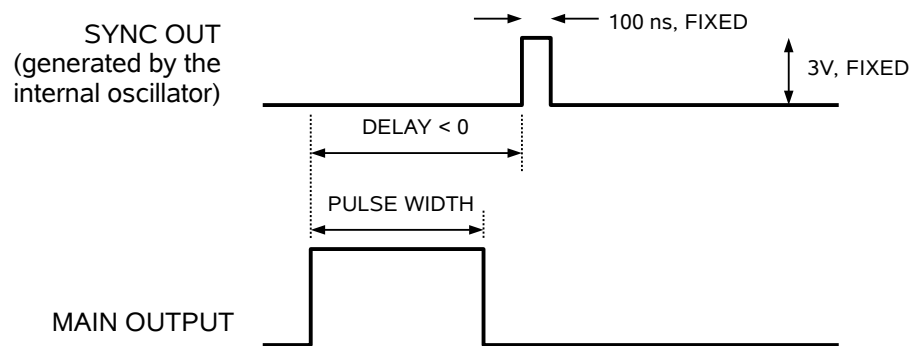 100 ns, FIXED
SYNC OUT
(generated by the
internal oscillator)
3V, FIXED
DELAY < 0
PULSE WIDTH
MAIN OUTPUT